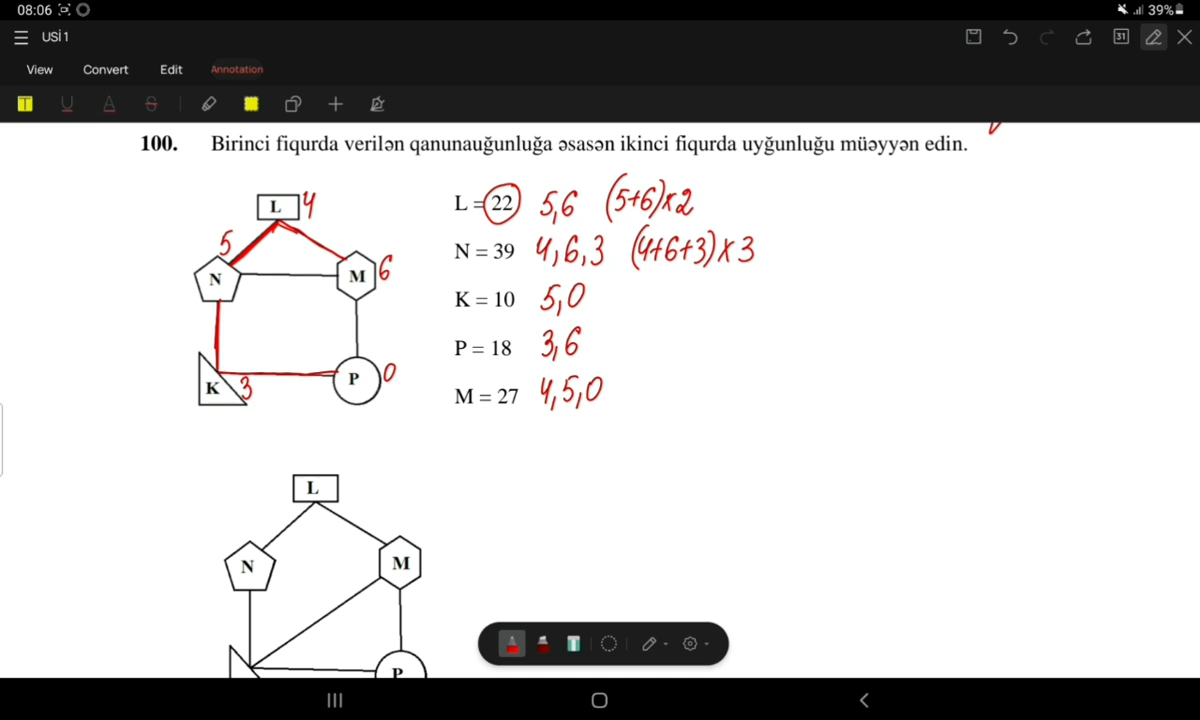 08:06
39%
USİ 1
31
View Convert Edit Annotation
T U A S
100. Birinci fiqurda verilən qanunauğunluğa əsasən ikinci fiqurda uyğunluğu müəyyən edin.
L 4
5 N
M 6
K 3
P 0
L = 22 5,6 (5+6)x2
N = 39 4,6,3 (4+6+3)x3
K = 10 5,0
P = 18 3,6
M = 27 4,5,0
L
N M
P